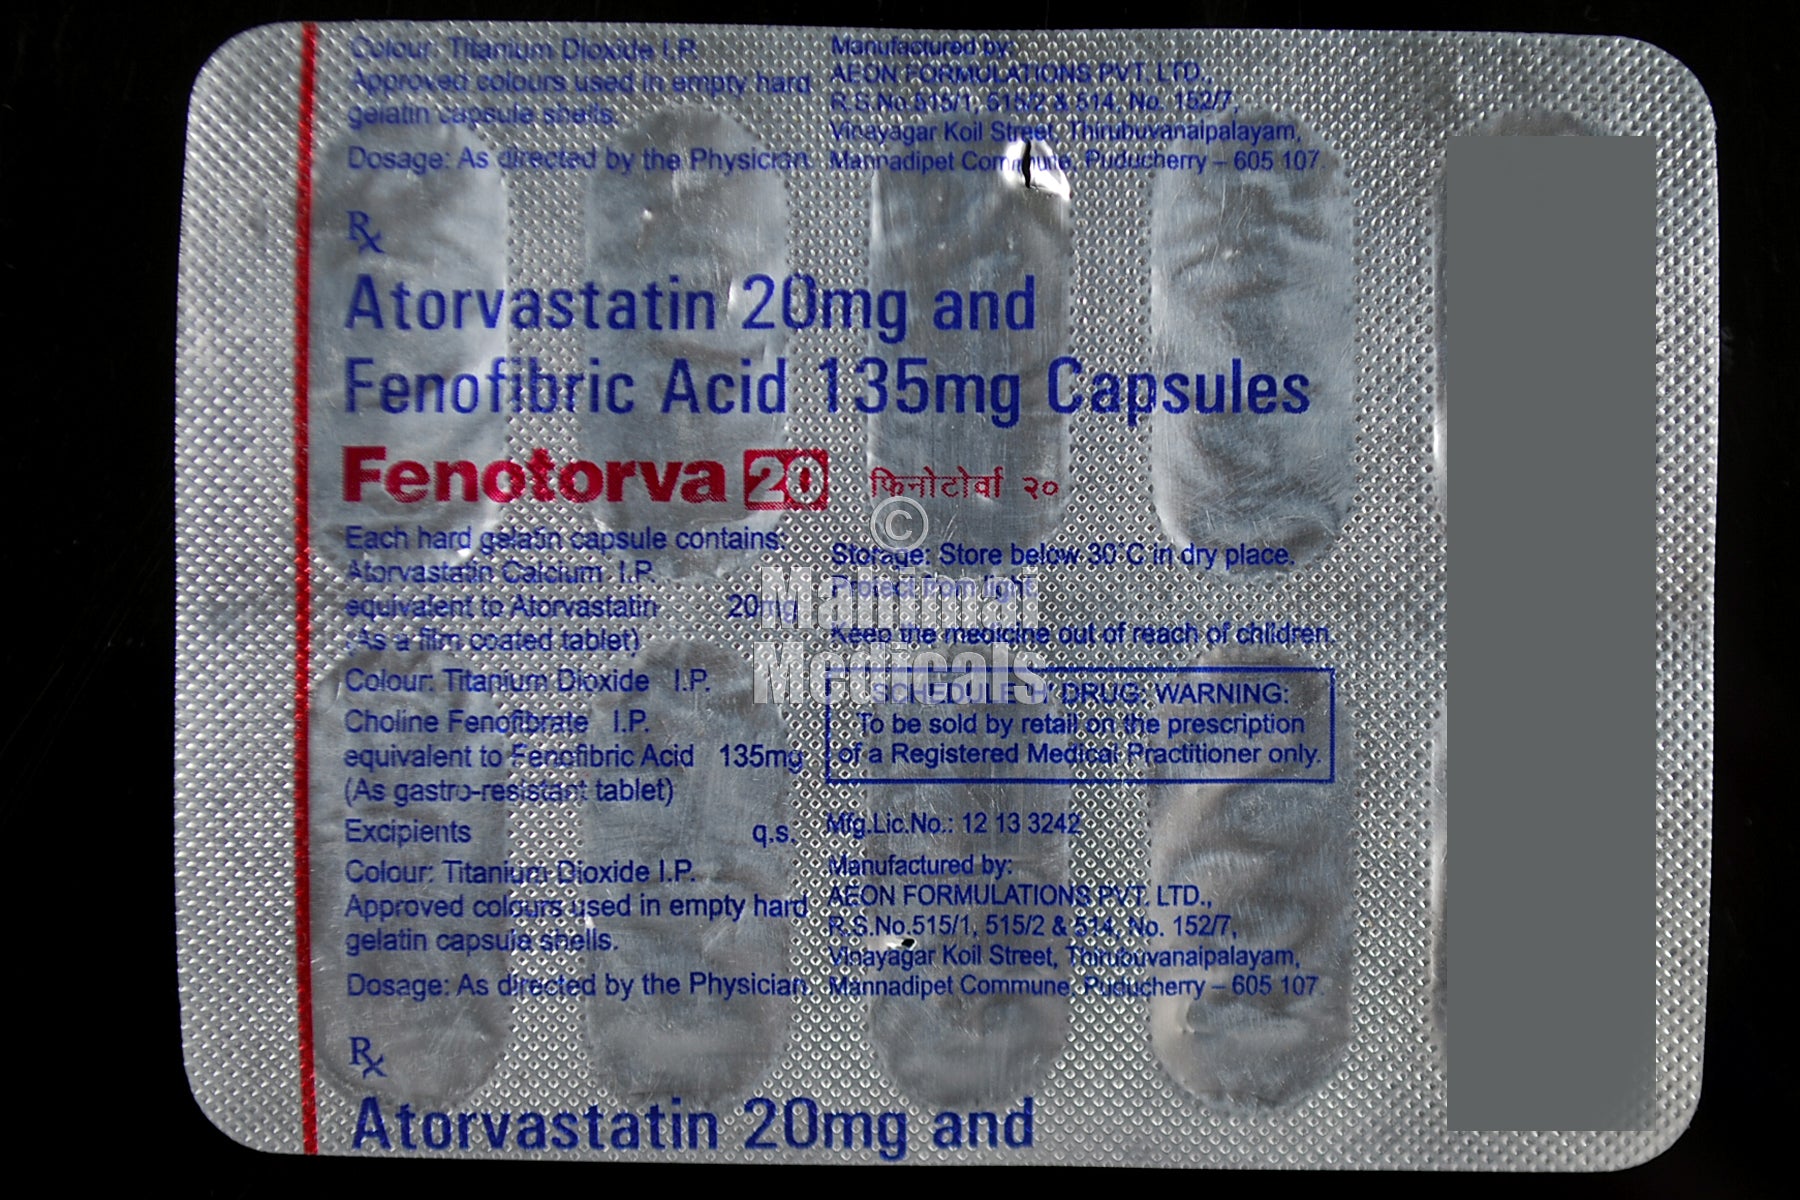 Colour: Titanium Dioxide I.P.
Approved colours used in empty hard
gelatin capsule shells.
Dosage: As directed by the Physician.
Manufactured by:
AEON FORMULATIONS PVT. LTD.,
R.S.No.515/1, 515/2 & 514, No. 152/7,
Vinayagar Koil Street, Thirubuvanaipalayam,
Mannadipet Commune, Puducherry – 605 107.
Rx
Atorvastatin 20mg and
Fenofibric Acid 135mg Capsules
Fenotorva 20
फिनोटोर्वा २०
Each hard gelatin capsule contains:
Atorvastatin Calcium I.P.
equivalent to Atorvastatin 20mg
(As a film coated tablet)
Colour: Titanium Dioxide I.P.
Choline Fenofibrate I.P.
equivalent to Fenofibric Acid 135mg
(As gastro-resistant tablet)
Excipients q.s.
Colour: Titanium Dioxide I.P.
Approved colours used in empty hard
gelatin capsule shells.
Dosage: As directed by the Physician.
©
Mahimai
Medicals
Storage: Store below 30°C in dry place.
Protect from light
Keep the medicine out of reach of children.
SCHEDULE 'H' DRUG: WARNING:
To be sold by retail on the prescription
of a Registered Medical Practitioner only.
Mfg.Lic.No.: 12 13 3242
Manufactured by:
AEON FORMULATIONS PVT. LTD.,
R.S.No.515/1, 515/2 & 514, No. 152/7,
Vinayagar Koil Street, Thirubuvanaipalayam,
Mannadipet Commune, Puducherry – 605 107.
Rx
Atorvastatin 20mg and